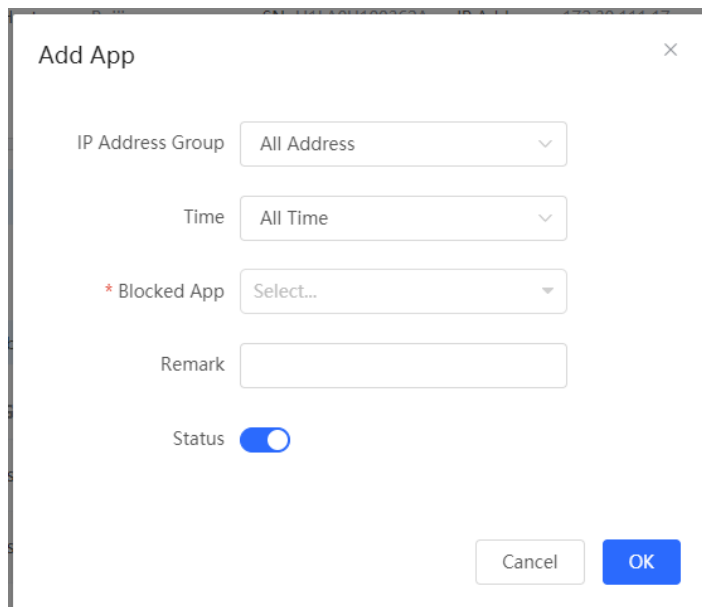 Add App
IP Address Group
All Address
Time
All Time
* Blocked App
Select...
Remark
Status
Cancel
OK